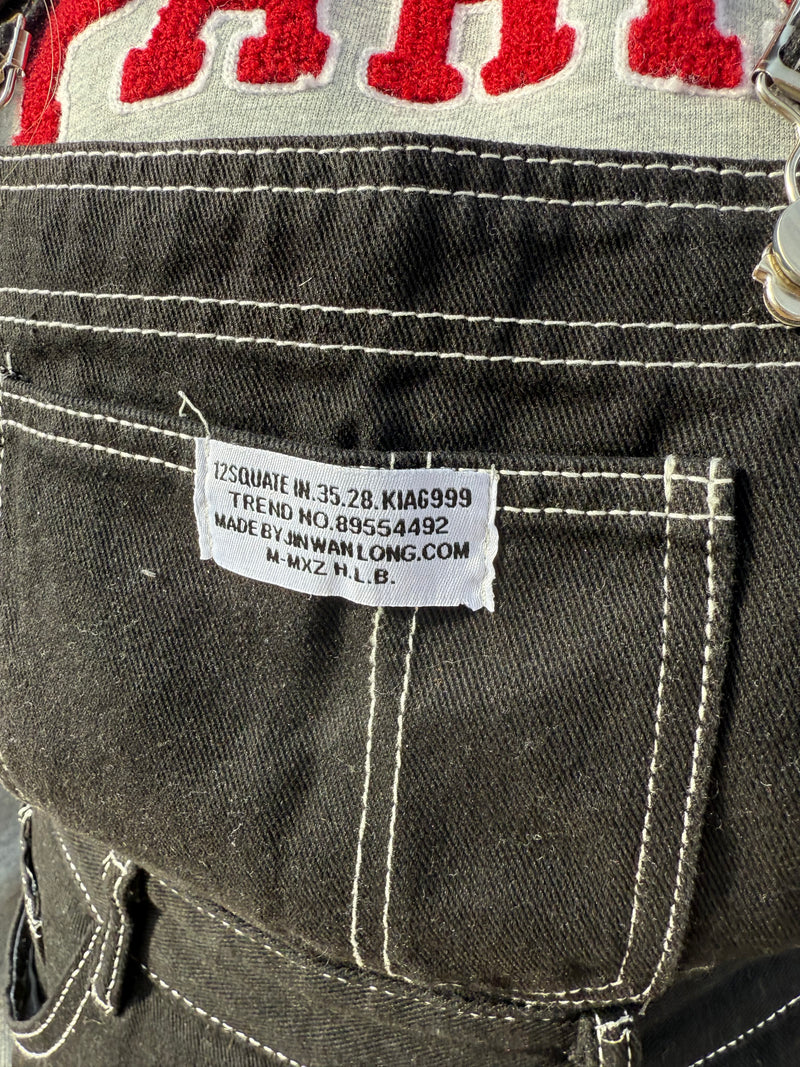 12SQUATE IN.35.28.KIAG999
TREND NO.89554492
MADE BY JINWANLONG.COM
M-MXZ H.L.B.